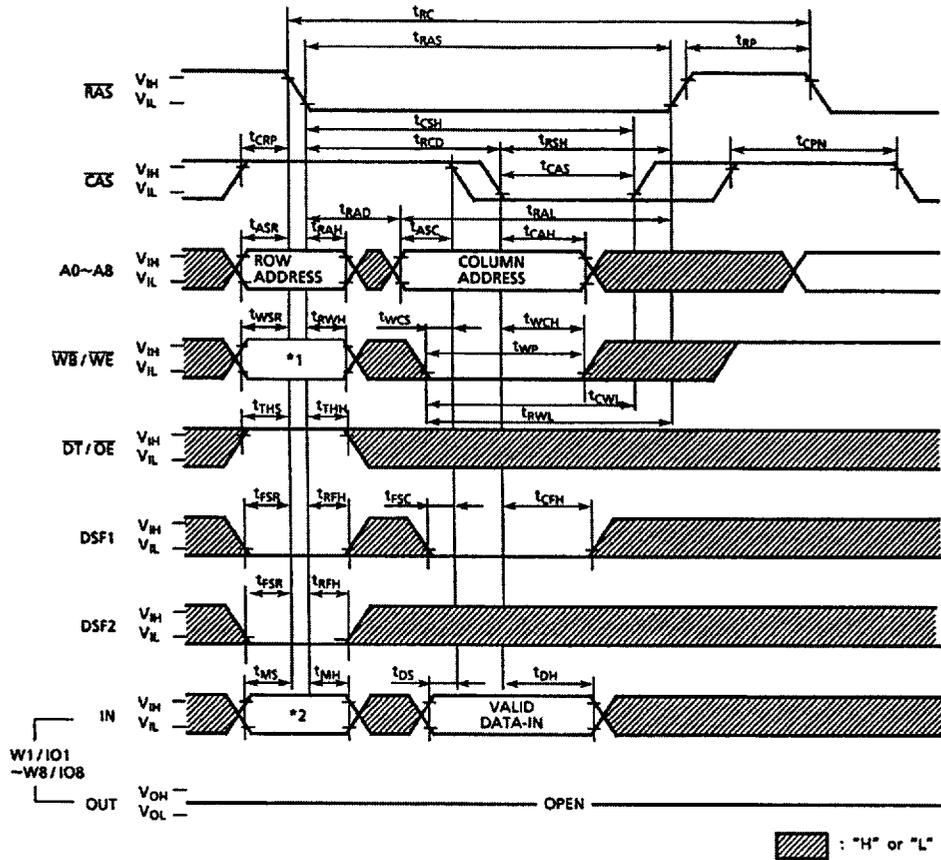 tRC
tRAS tRP
RAS VIH VIL
tCSH
tCRP tRCD tRSH tCPN
CAS VIH VIL tCAS
tRAD tRAL
tASR tRAH tASC tCAH
A0~A8 VIH VIL ROW ADDRESS COLUMN ADDRESS
tWSR tRWH tWCS tWCH
WB/WE VIH VIL *1 tWP
tCWL
tRWL
tTHS tTHH
DT/OE VIH VIL
tFSR tRFH tFSC tCFH
DSF1 VIH VIL
tFSR tRFH
DSF2 VIH VIL
tMS tMH tDS tDH
IN VIH VIL *2 VALID DATA-IN
W1/IO1
~W8/IO8
OUT VOH VOL OPEN
: "H" or "L"